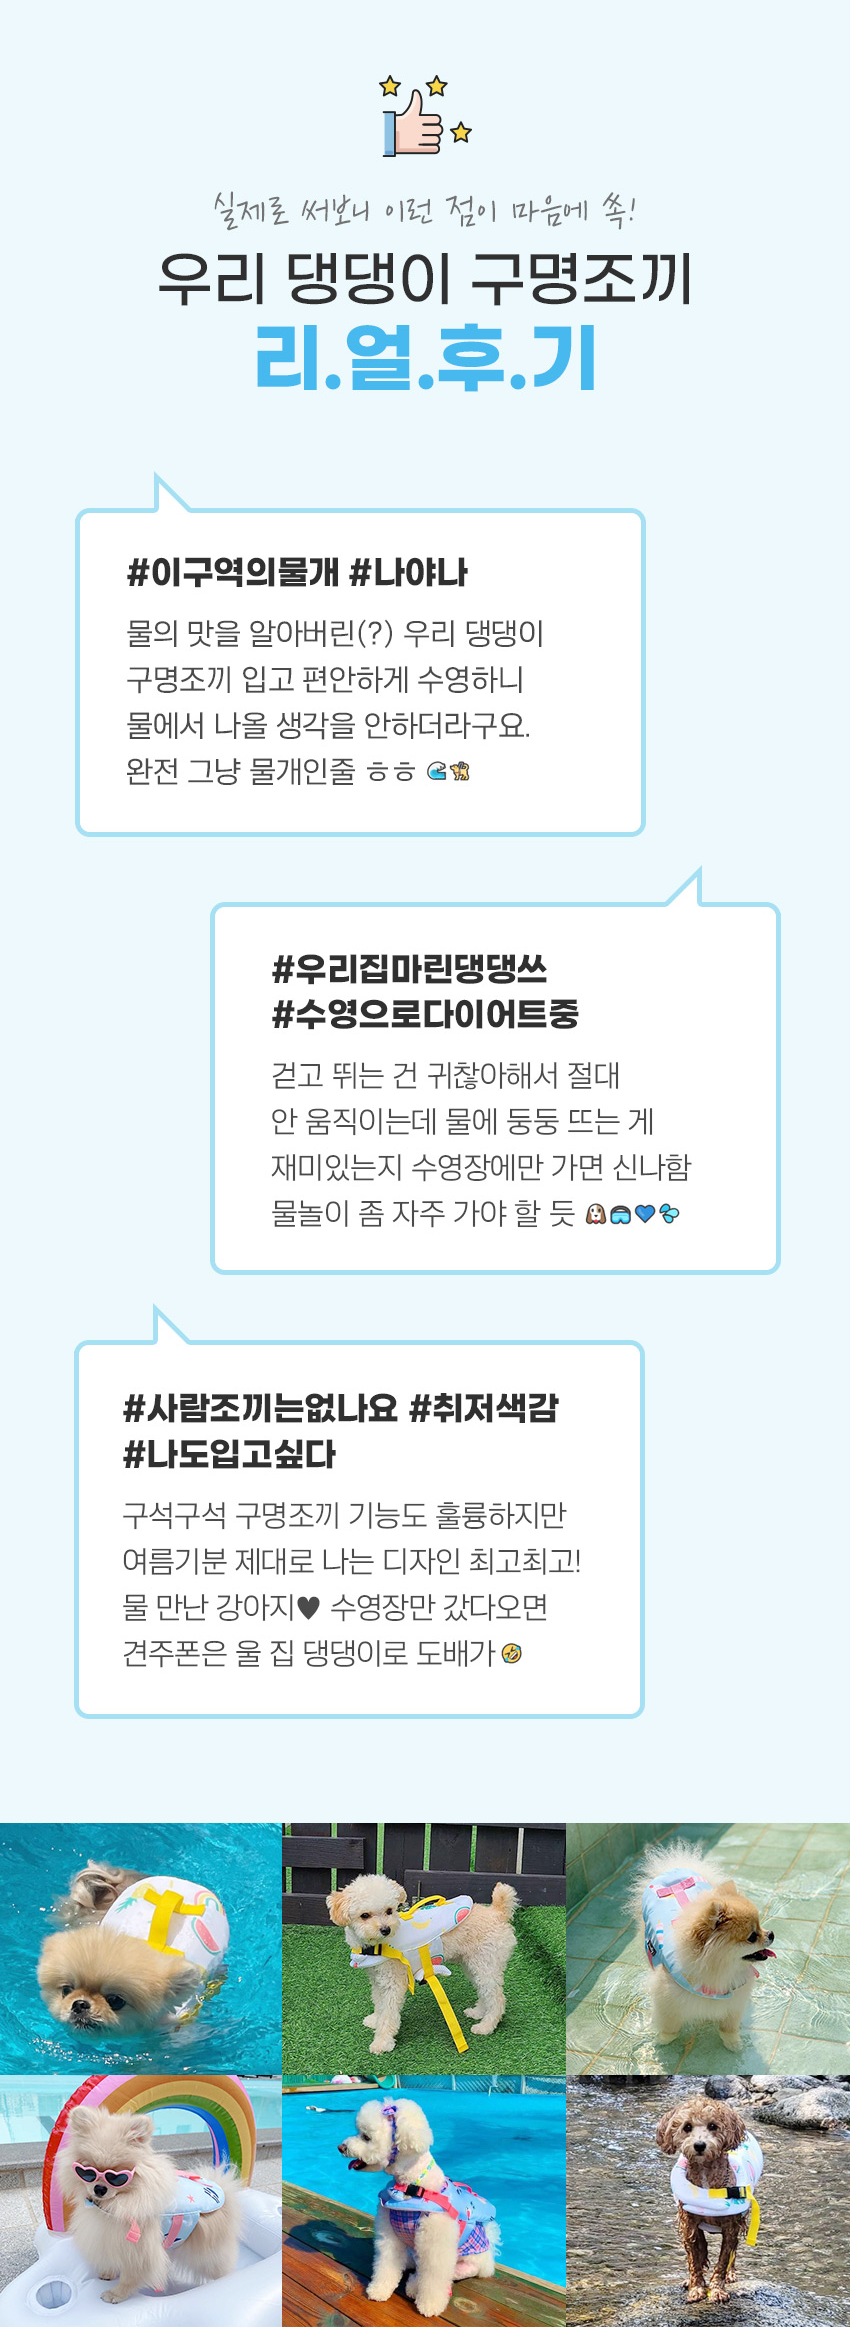 실제로 써보니 이런 점이 마음에 쏙!
우리 댕댕이 구명조끼
리.얼.후.기
#이구역의물개 #나야나
물의 맛을 알아버린(?) 우리 댕댕이
구명조끼 입고 편안하게 수영하니
물에서 나올 생각을 안하더라구요.
완전 그냥 물개인줄 ㅎㅎ 🌊🐕
#우리집마린댕댕쓰
#수영으로다이어트중
걷고 뛰는 건 귀찮아해서 절대
안 움직이는데 물에 둥둥 뜨는 게
재미있는지 수영장에만 가면 신나함
물놀이 좀 자주 가야 할 듯 🐶🤿💙💦
#사람조끼는없나요 #취저색감
#나도입고싶다
구석구석 구명조끼 기능도 훌륭하지만
여름기분 제대로 나는 디자인 최고최고!
물 만난 강아지♥ 수영장만 갔다오면
견주폰은 울 집 댕댕이로 도배가 🤣